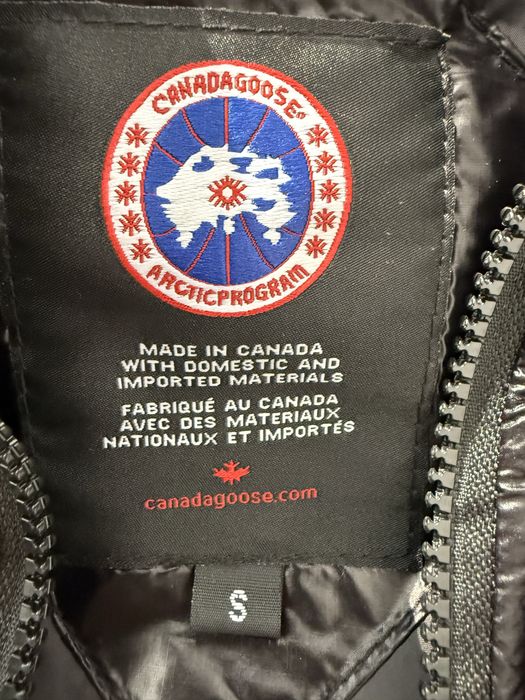 CANADAGOOSE®
ARCTICPROGRAM
MADE IN CANADA
WITH DOMESTIC AND
IMPORTED MATERIALS
FABRIQUÉ AU CANADA
AVEC DES MATERIAUX
NATIONAUX ET IMPORTÉS
canadagoose.com
S